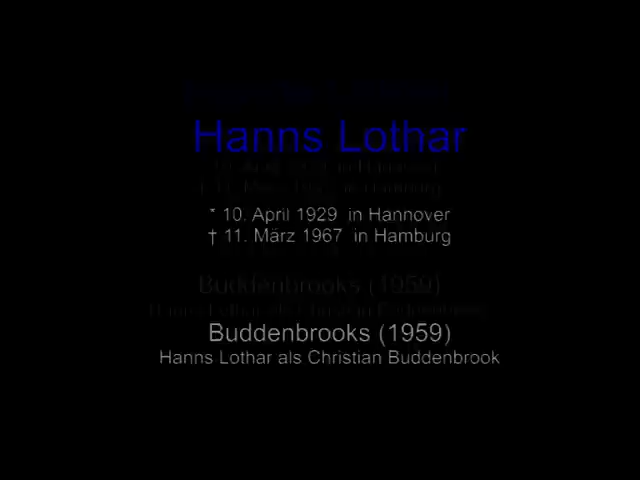 Hanns Lothar
* 10. April 1929 in Hannover
† 11. März 1967 in Hamburg
Buddenbrooks (1959)
Hanns Lothar als Christian Buddenbrook